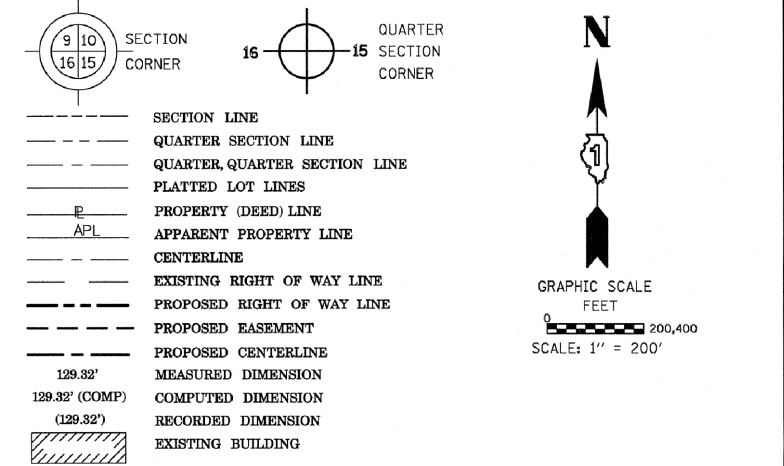 9 10 SECTION
16 15 CORNER
QUARTER
16 15 SECTION
CORNER
SECTION LINE
QUARTER SECTION LINE
QUARTER, QUARTER SECTION LINE
PLATTED LOT LINES
PL PROPERTY (DEED) LINE
APL APPARENT PROPERTY LINE
CENTERLINE
EXISTING RIGHT OF WAY LINE
PROPOSED RIGHT OF WAY LINE
PROPOSED EASEMENT
PROPOSED CENTERLINE
129.32' MEASURED DIMENSION
129.32' (COMP) COMPUTED DIMENSION
(129.32') RECORDED DIMENSION
EXISTING BUILDING
N
1
GRAPHIC SCALE
FEET
0
200,400
SCALE: 1" = 200'